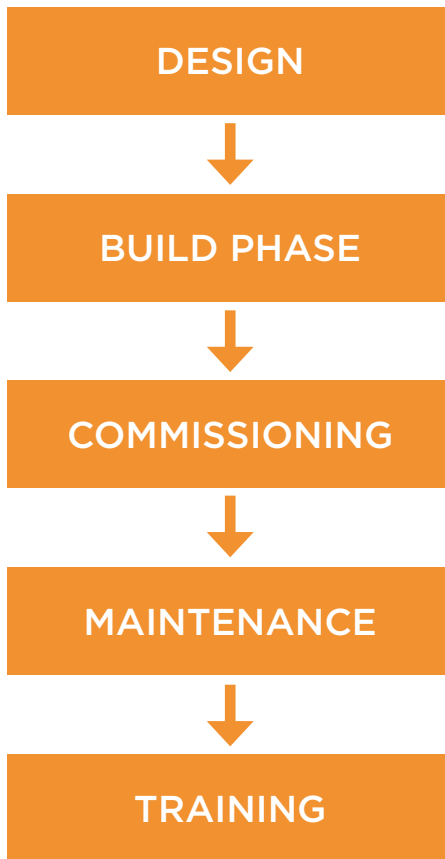 DESIGN
BUILD PHASE
COMMISSIONING
MAINTENANCE
TRAINING